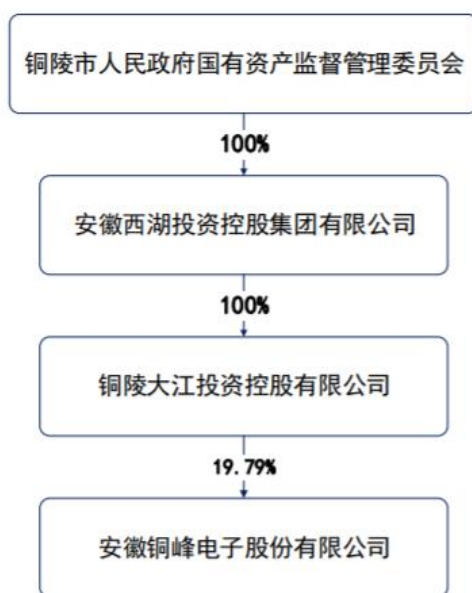 铜陵市人民政府国有资产监督管理委员会
100%
安徽西湖投资控股集团有限公司
100%
铜陵大江投资控股有限公司
19.79%
安徽铜峰电子股份有限公司